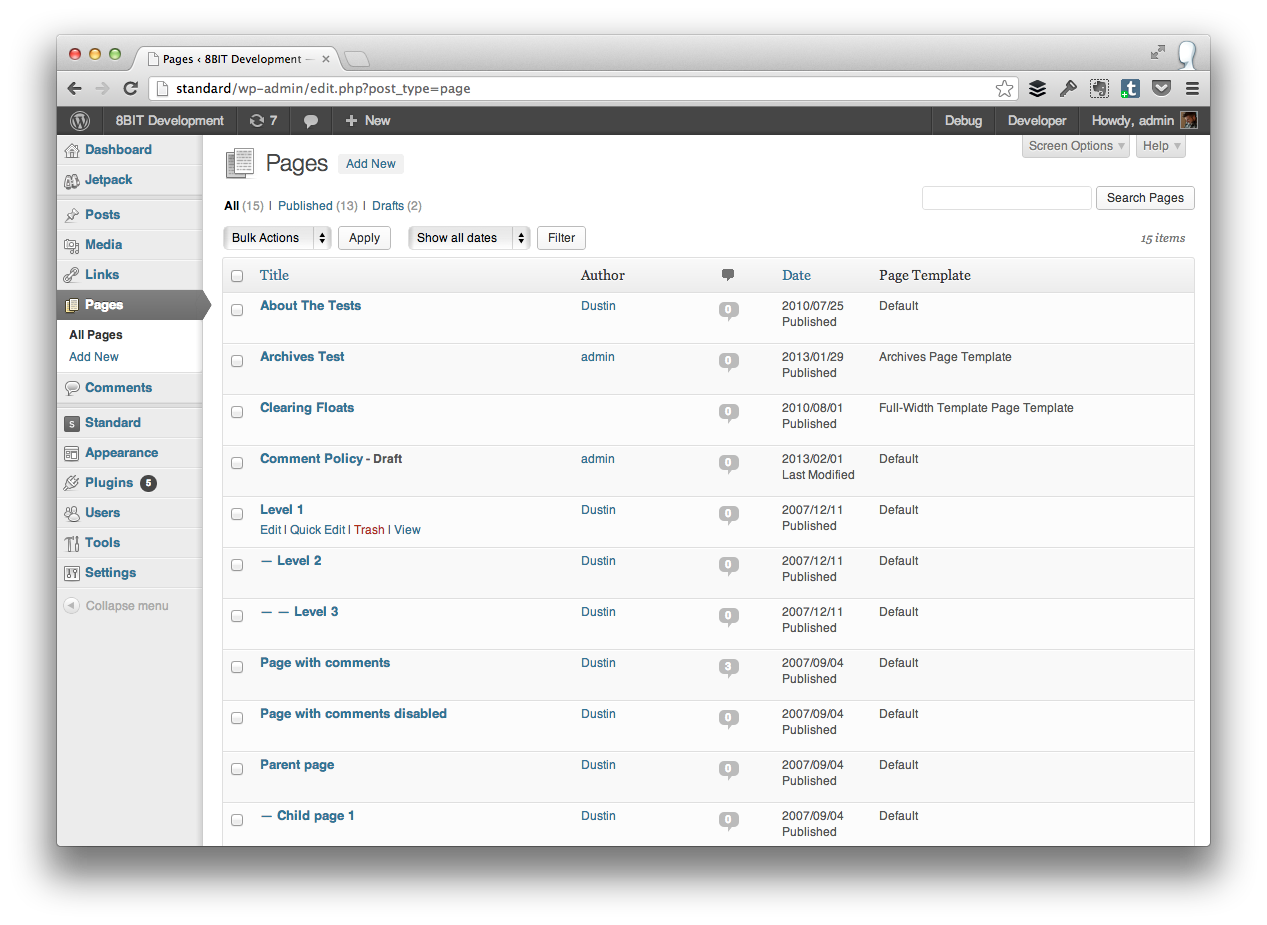 Pages ‹ 8BIT Development —
standard/wp-admin/edit.php?post_type=page
8BIT Development 7 + New Debug Developer Howdy, admin
Dashboard
Jetpack
Posts
Media
Links
Pages
All Pages
Add New
Comments
S Standard
Appearance
Plugins 5
Users
Tools
Settings
Collapse menu
Screen Options Help
Pages Add New
All (15) | Published (13) | Drafts (2)
Search Pages
Bulk Actions Apply Show all dates Filter 15 items
Title Author Date Page Template
About The Tests Dustin 0 2010/07/25 Default
Published
Archives Test admin 0 2013/01/29 Archives Page Template
Published
Clearing Floats 0 2010/08/01 Full-Width Template Page Template
Published
Comment Policy - Draft admin 0 2013/02/01 Default
Last Modified
Level 1 Dustin 0 2007/12/11 Default
Edit | Quick Edit | Trash | View Published
— Level 2 Dustin 0 2007/12/11 Default
Published
— — Level 3 Dustin 0 2007/12/11 Default
Published
Page with comments Dustin 3 2007/09/04 Default
Published
Page with comments disabled Dustin 0 2007/09/04 Default
Published
Parent page Dustin 0 2007/09/04 Default
Published
— Child page 1 Dustin 0 2007/09/04 Default
Published